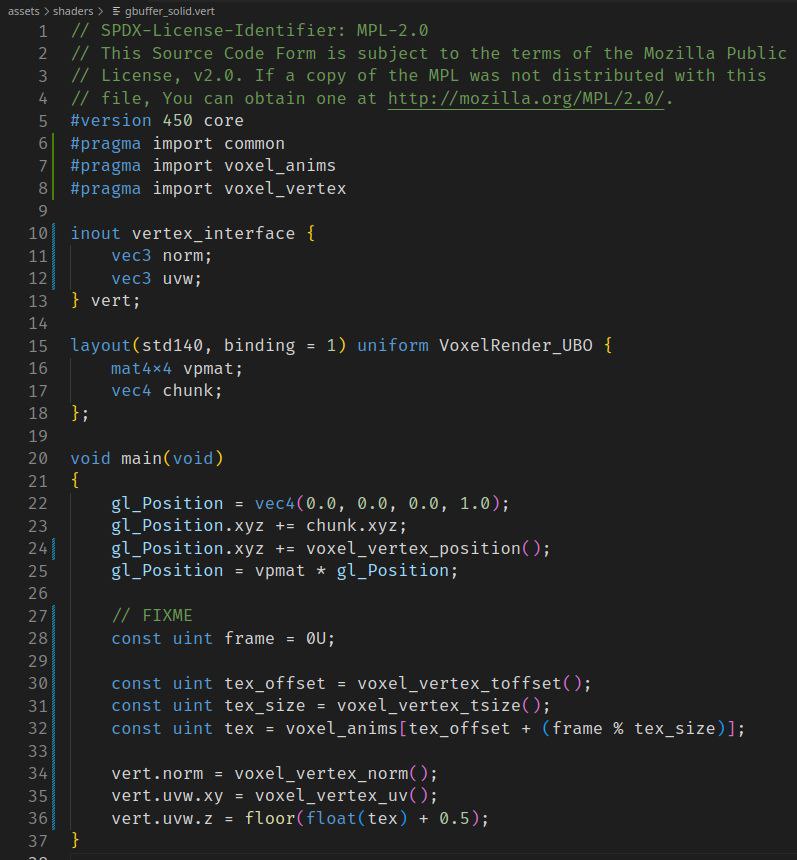 assets > shaders > gbuffer_solid.vert
1 // SPDX-License-Identifier: MPL-2.0
2 // This Source Code Form is subject to the terms of the Mozilla Public
3 // License, v2.0. If a copy of the MPL was not distributed with this
4 // file, You can obtain one at http://mozilla.org/MPL/2.0/.
5 #version 450 core
6 #pragma import common
7 #pragma import voxel_anims
8 #pragma import voxel_vertex
9
10 inout vertex_interface {
11     vec3 norm;
12     vec3 uvw;
13 } vert;
14
15 layout(std140, binding = 1) uniform VoxelRender_UBO {
16     mat4×4 vpmat;
17     vec4 chunk;
18 };
19
20 void main(void)
21 {
22     gl_Position = vec4(0.0, 0.0, 0.0, 1.0);
23     gl_Position.xyz += chunk.xyz;
24     gl_Position.xyz += voxel_vertex_position();
25     gl_Position = vpmat * gl_Position;
26
27     // FIXME
28     const uint frame = 0U;
29
30     const uint tex_offset = voxel_vertex_toffset();
31     const uint tex_size = voxel_vertex_tsize();
32     const uint tex = voxel_anims[tex_offset + (frame % tex_size)];
33
34     vert.norm = voxel_vertex_norm();
35     vert.uvw.xy = voxel_vertex_uv();
36     vert.uvw.z = floor(float(tex) + 0.5);
37 }
38